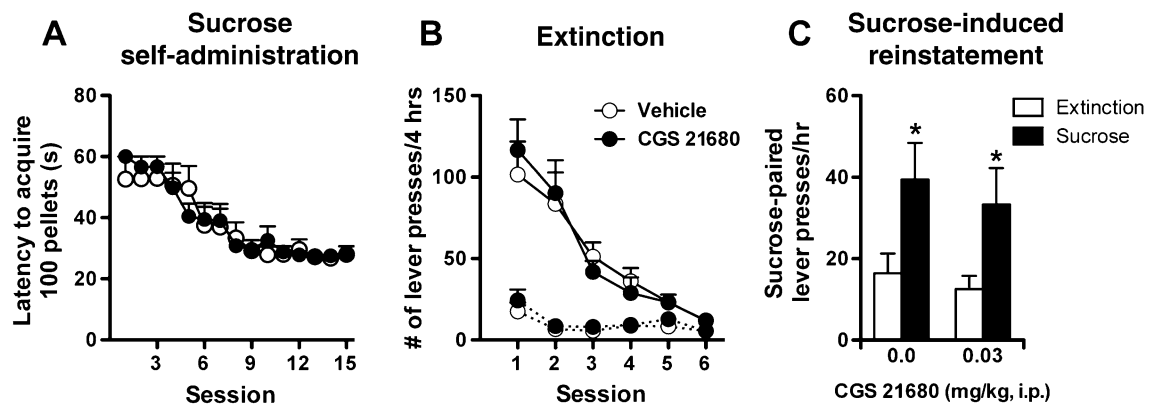 A
Sucrose
self-administration
Latency to acquire
100 pellets (s)
80
60
40
20
0
3
6
9
12
15
Session
B
Extinction
# of lever presses/4 hrs
150
100
50
0
Vehicle
CGS 21680
1
2
3
4
5
6
Session
C
Sucrose-induced
reinstatement
Sucrose-paired
lever presses/hr
60
40
20
0
Extinction
Sucrose
*
*
0.0
0.03
CGS 21680 (mg/kg, i.p.)